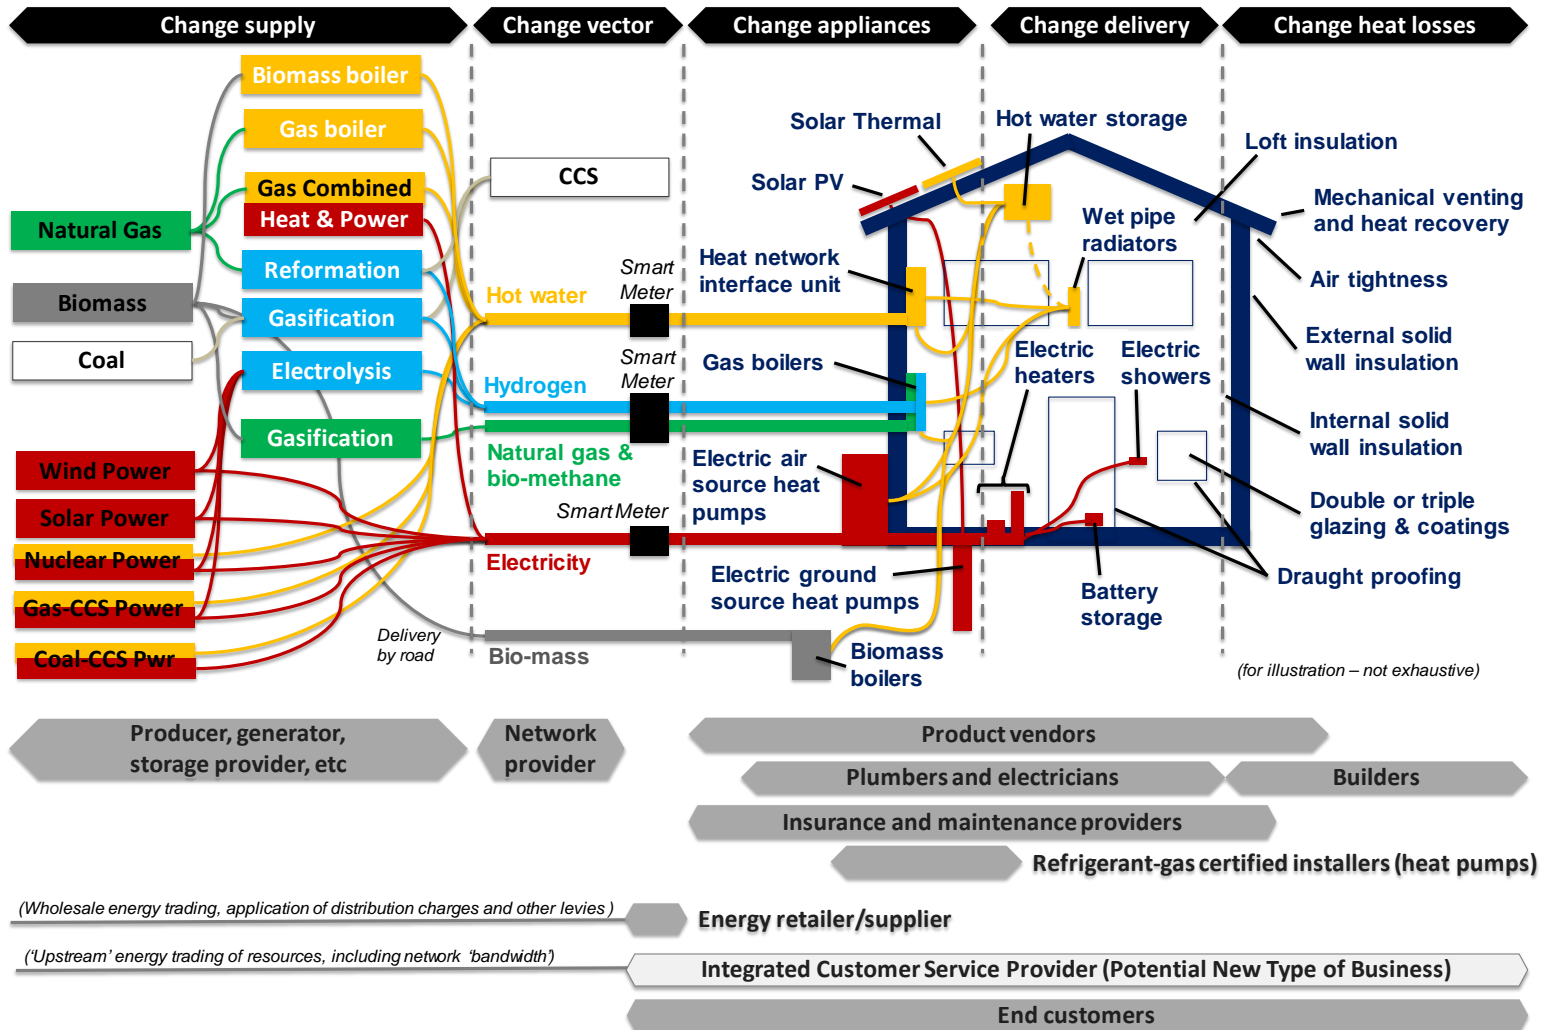 Change supply
Change vector
Change appliances
Change delivery
Change heat losses
Biomass boiler
Gas boiler
Gas Combined
Heat & Power
Reformation
Gasification
Electrolysis
Gasification
Natural Gas
Biomass
Coal
Wind Power
Solar Power
Nuclear Power
Gas-CCS Power
Coal-CCS Pwr
CCS
Hot water
Smart
Meter
Hydrogen
Smart
Meter
Natural gas &
bio-methane
Smart Meter
Electricity
Delivery
by road
Bio-mass
Solar Thermal
Solar PV
Heat network
interface unit
Gas boilers
Electric air
source heat
pumps
Electric ground
source heat pumps
Biomass
boilers
Hot water storage
Wet pipe
radiators
Electric
heaters
Electric
showers
Battery
storage
Loft insulation
Mechanical venting
and heat recovery
Air tightness
External solid
wall insulation
Internal solid
wall insulation
Double or triple
glazing & coatings
Draught proofing
(for illustration – not exhaustive)
Producer, generator,
storage provider, etc
Network
provider
Product vendors
Plumbers and electricians
Builders
Insurance and maintenance providers
Refrigerant-gas certified installers (heat pumps)
(Wholesale energy trading, application of distribution charges and other levies )
Energy retailer/supplier
(‘Upstream’ energy trading of resources, including network ‘bandwidth’)
Integrated Customer Service Provider (Potential New Type of Business)
End customers